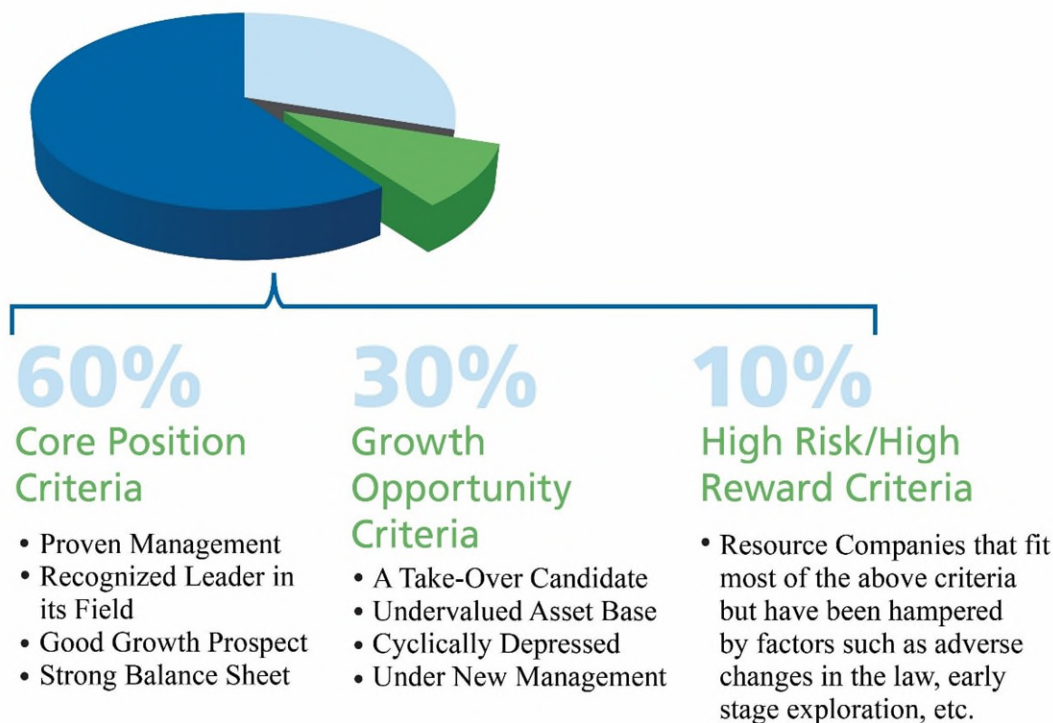 60%
Core Position
Criteria
• Proven Management
• Recognized Leader in
its Field
• Good Growth Prospect
• Strong Balance Sheet
30%
Growth
Opportunity
Criteria
• A Take-Over Candidate
• Undervalued Asset Base
• Cyclically Depressed
• Under New Management
10%
High Risk/High
Reward Criteria
• Resource Companies that fit
most of the above criteria
but have been hampered
by factors such as adverse
changes in the law, early
stage exploration, etc.